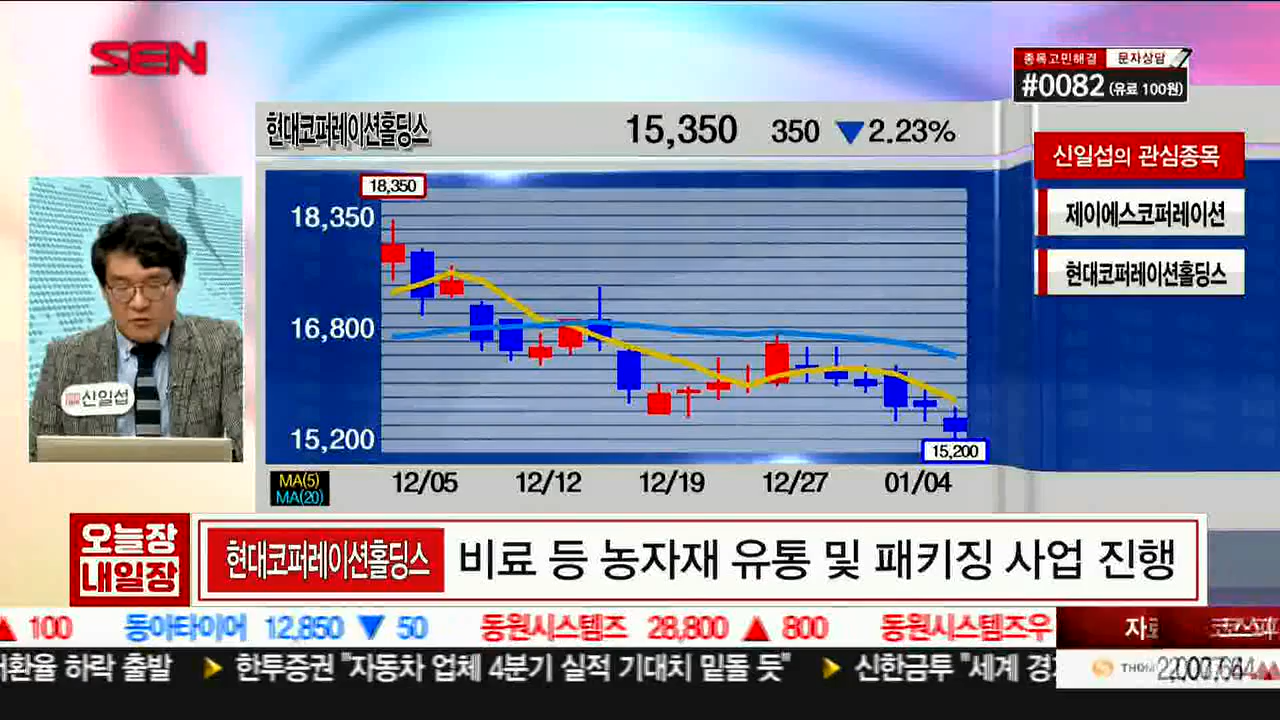 SEN
종목고민해결 문자상담
#0082 (유료 100원)
현대코퍼레이션홀딩스 15,350 350 ▼2.23%
신일섭의 관심종목
제이에스코퍼레이션
현대코퍼레이션홀딩스
18,350
18,350
16,800
15,200
15,200
신일섭
MA(5)
MA(20)
12/05 12/12 12/19 12/27 01/04
오늘장
내일장
현대코퍼레이션홀딩스 비료 등 농자재 유통 및 패키징 사업 진행
▲ 100 동아타이어 12,850 ▼ 50 동원시스템즈 28,800 ▲ 800 동원시스템즈우
환율 하락 출발 ▶ 한투증권 "자동차 업체 4분기 실적 기대치 밑돌 듯" ▶ 신한금투 "세계